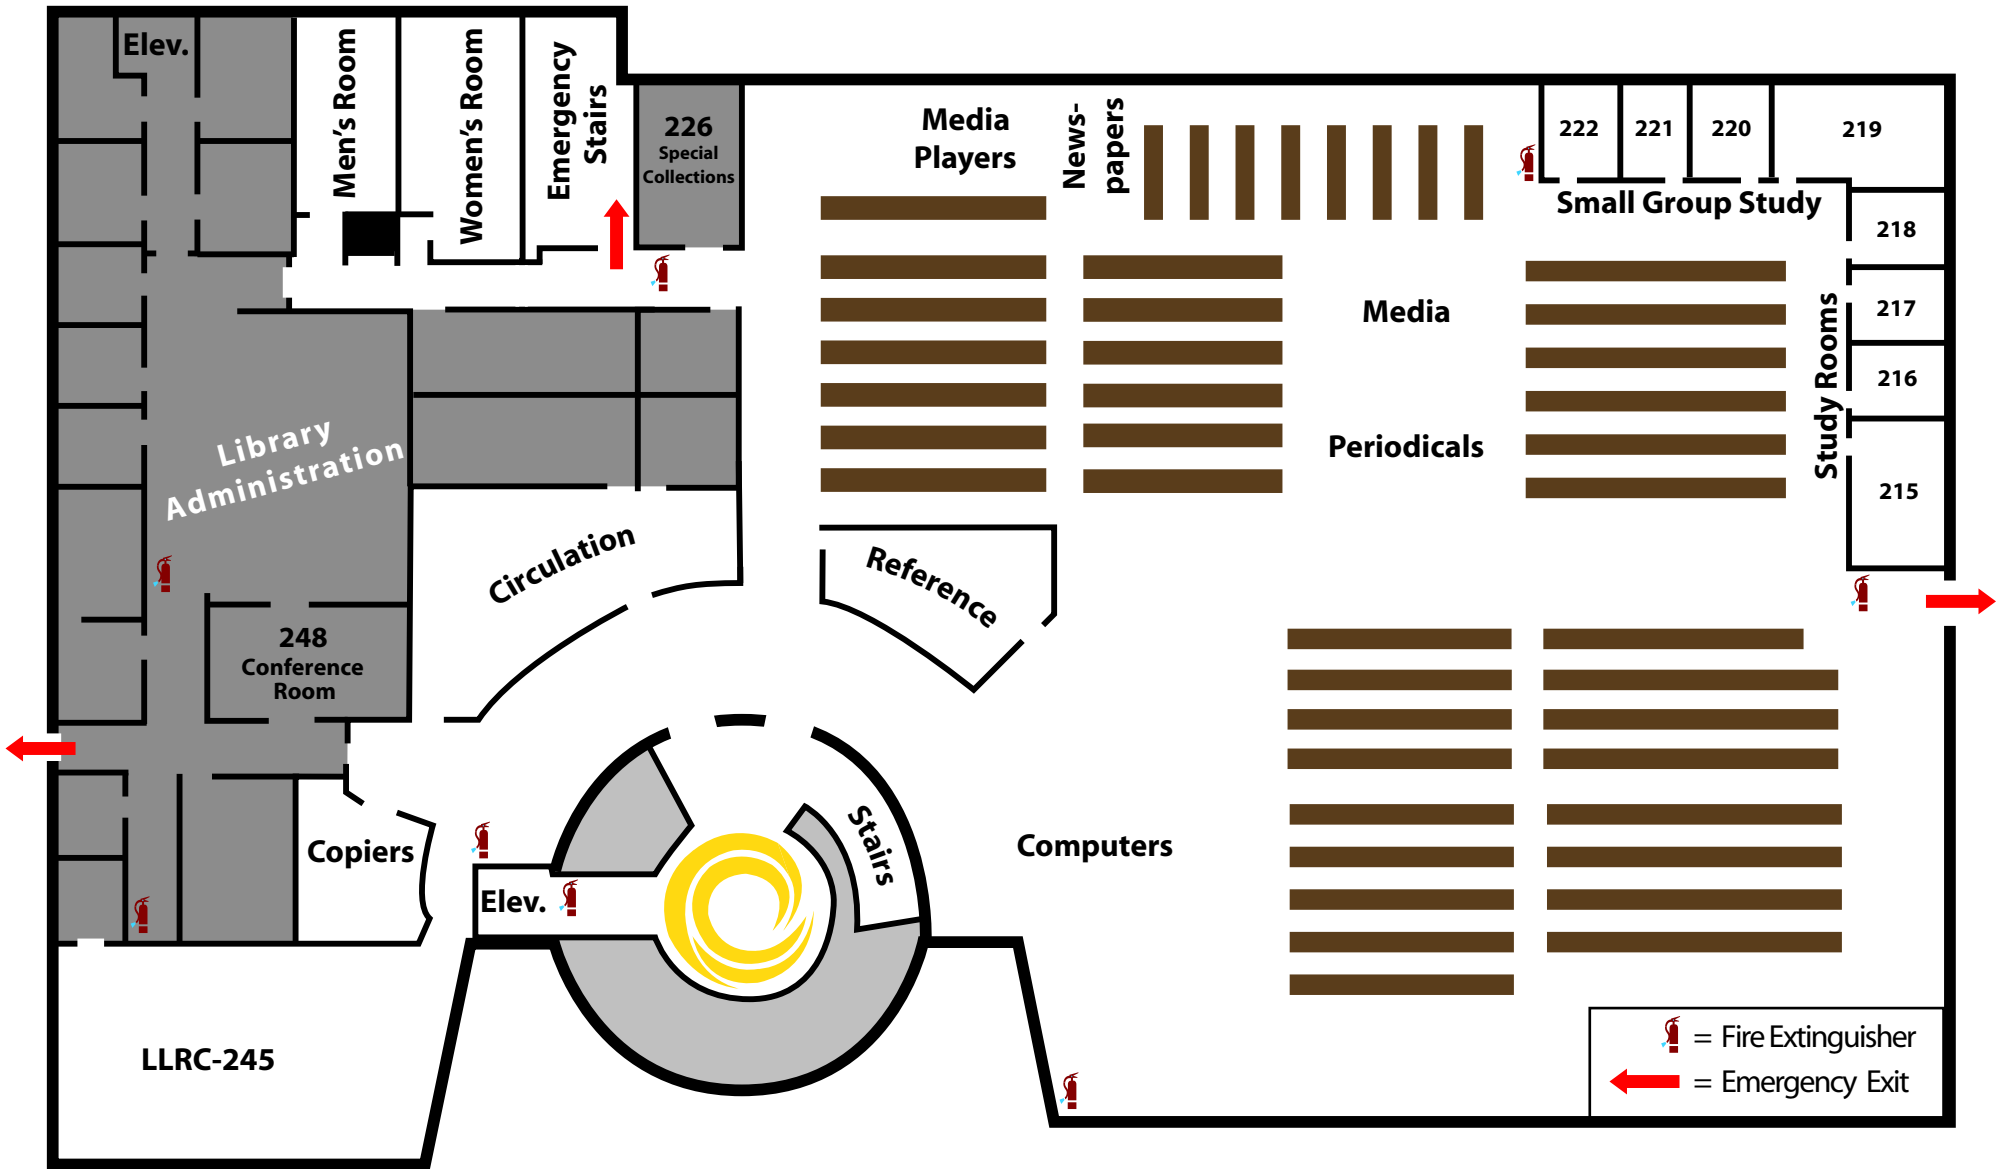 Elev.
Men's Room
Women's Room
Emergency
Stairs
226
Special
Collections
Media
Players
News-
papers
222
221
220
219
Small Group Study
218
217
216
215
Study Rooms
Media
Periodicals
Library
Administration
Circulation
Reference
248
Conference
Room
Copiers
Elev.
Stairs
Computers
LLRC-245
= Fire Extinguisher
= Emergency Exit